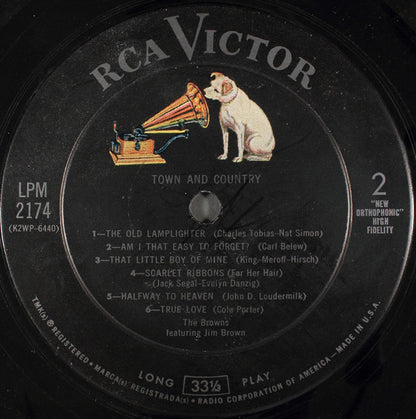 RCA VICTOR
TOWN AND COUNTRY
LPM
2174
(K2WP-6440)
2
"NEW
ORTHOPHONIC"
HIGH
FIDELITY
1—THE OLD LAMPLIGHTER (Charles Tobias-Nat Simon)
2—AM I THAT EASY TO FORGET? (Carl Belew)
3—THAT LITTLE BOY OF MINE (King-Meroff-Hirsch)
4—SCARLET RIBBONS (For Her Hair)
(Jack Segal-Evelyn Danzig)
5—HALFWAY TO HEAVEN (John D. Loudermilk)
6—TRUE LOVE (Cole Porter)
The Browns
featuring Jim Brown
LONG 33⅓ PLAY
TMK(s) ® REGISTERED • MARCA(s) REGISTRADA(s) • RADIO CORPORATION OF AMERICA—MADE IN U.S.A.